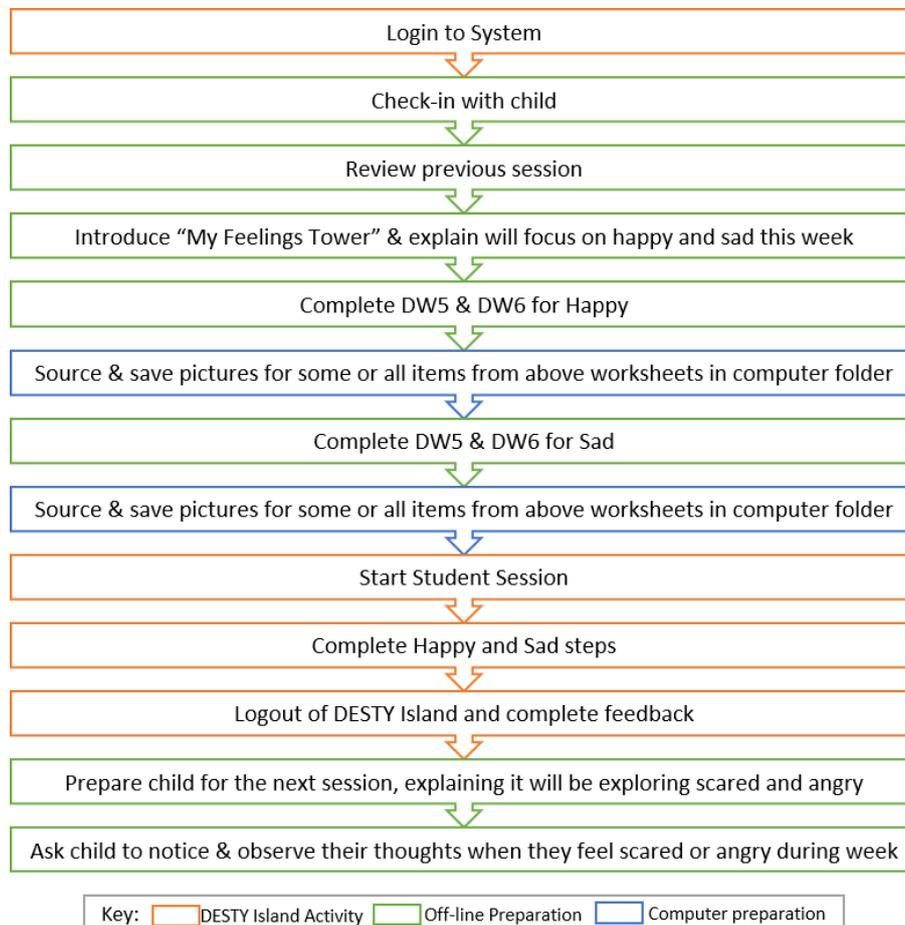 Login to System
Check-in with child
Review previous session
Introduce “My Feelings Tower” & explain will focus on happy and sad this week
Complete DW5 & DW6 for Happy
Source & save pictures for some or all items from above worksheets in computer folder
Complete DW5 & DW6 for Sad
Source & save pictures for some or all items from above worksheets in computer folder
Start Student Session
Complete Happy and Sad steps
Logout of DESTY Island and complete feedback
Prepare child for the next session, explaining it will be exploring scared and angry
Ask child to notice & observe their thoughts when they feel scared or angry during week
Key: DESTY Island Activity Off-line Preparation Computer preparation